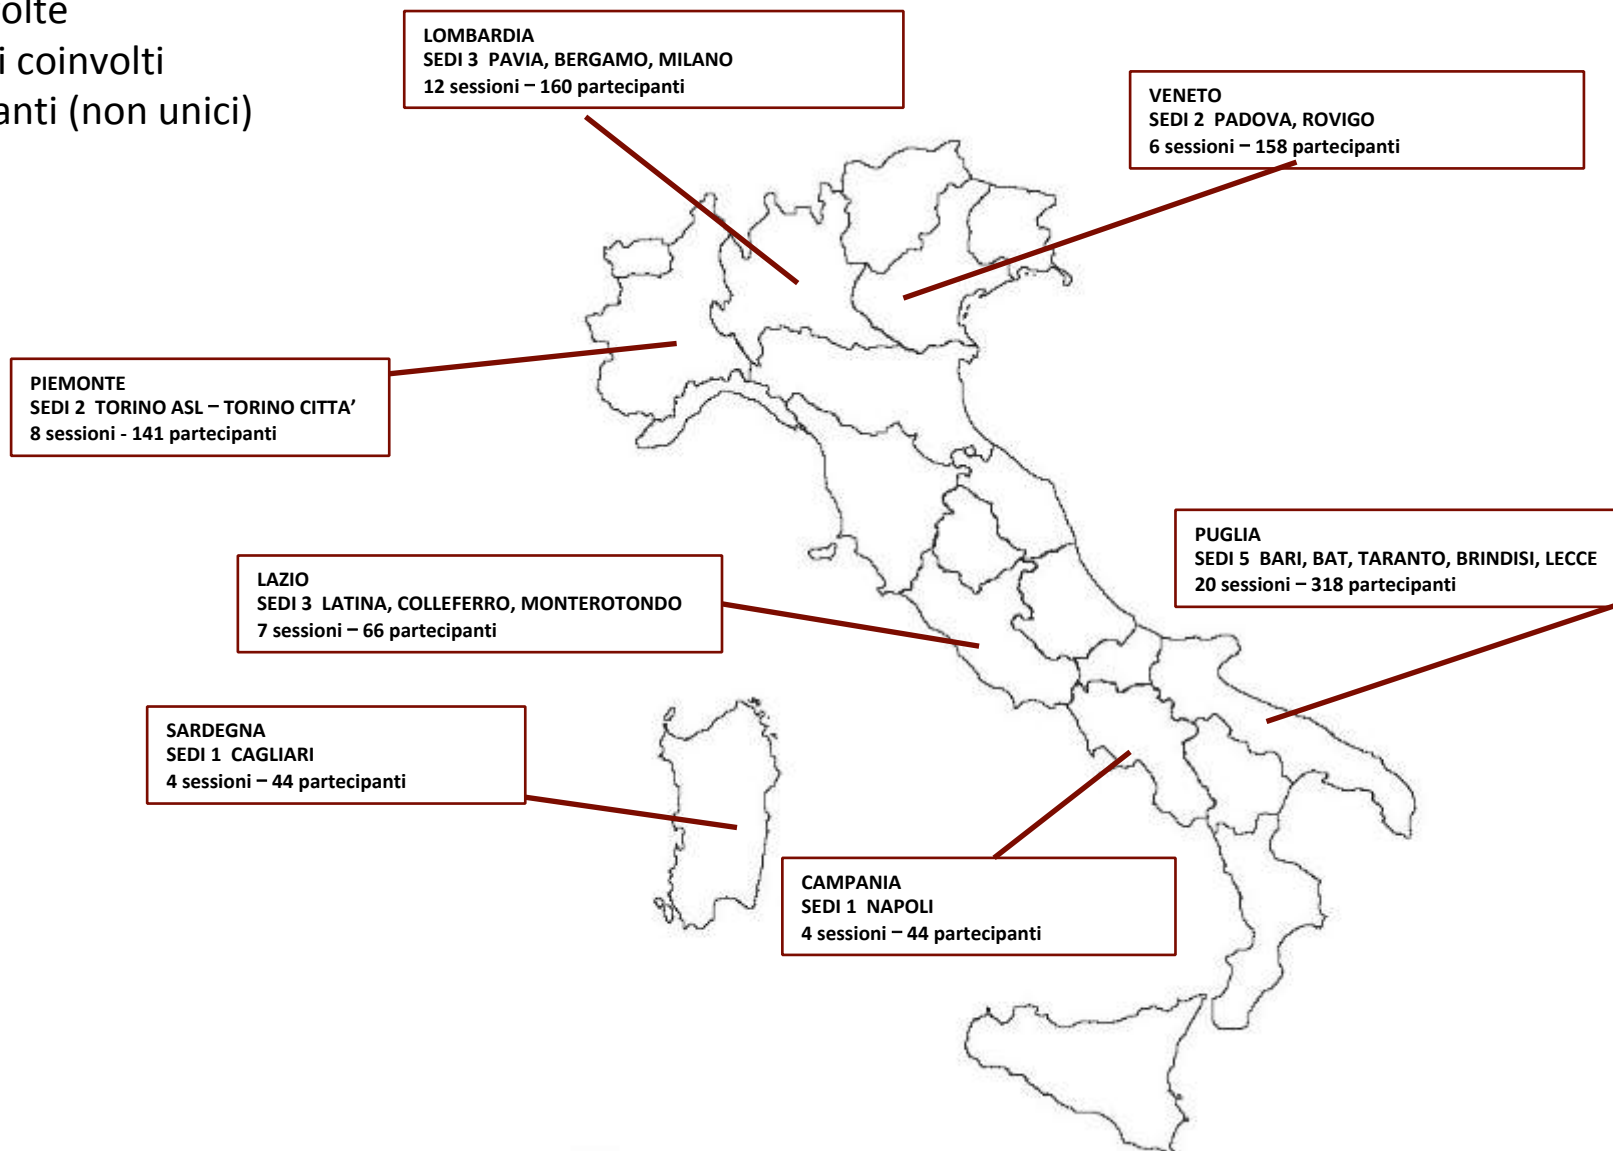 olte
i coinvolti
anti (non unici)
LOMBARDIA
SEDI 3 PAVIA, BERGAMO, MILANO
12 sessioni – 160 partecipanti
VENETO
SEDI 2 PADOVA, ROVIGO
6 sessioni – 158 partecipanti
PIEMONTE
SEDI 2 TORINO ASL – TORINO CITTA’
8 sessioni - 141 partecipanti
PUGLIA
SEDI 5 BARI, BAT, TARANTO, BRINDISI, LECCE
20 sessioni – 318 partecipanti
LAZIO
SEDI 3 LATINA, COLLEFERRO, MONTEROTONDO
7 sessioni – 66 partecipanti
SARDEGNA
SEDI 1 CAGLIARI
4 sessioni – 44 partecipanti
CAMPANIA
SEDI 1 NAPOLI
4 sessioni – 44 partecipanti